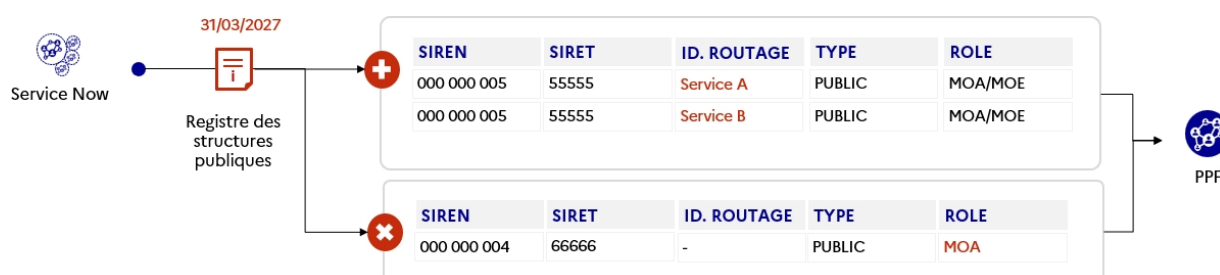 31/03/2027
Service Now
Registre des
structures
publiques
SIREN SIRET ID. ROUTAGE TYPE ROLE
000 000 005 55555 Service A PUBLIC MOA/MOE
000 000 005 55555 Service B PUBLIC MOA/MOE
PPF
SIREN SIRET ID. ROUTAGE TYPE ROLE
000 000 004 66666 - PUBLIC MOA